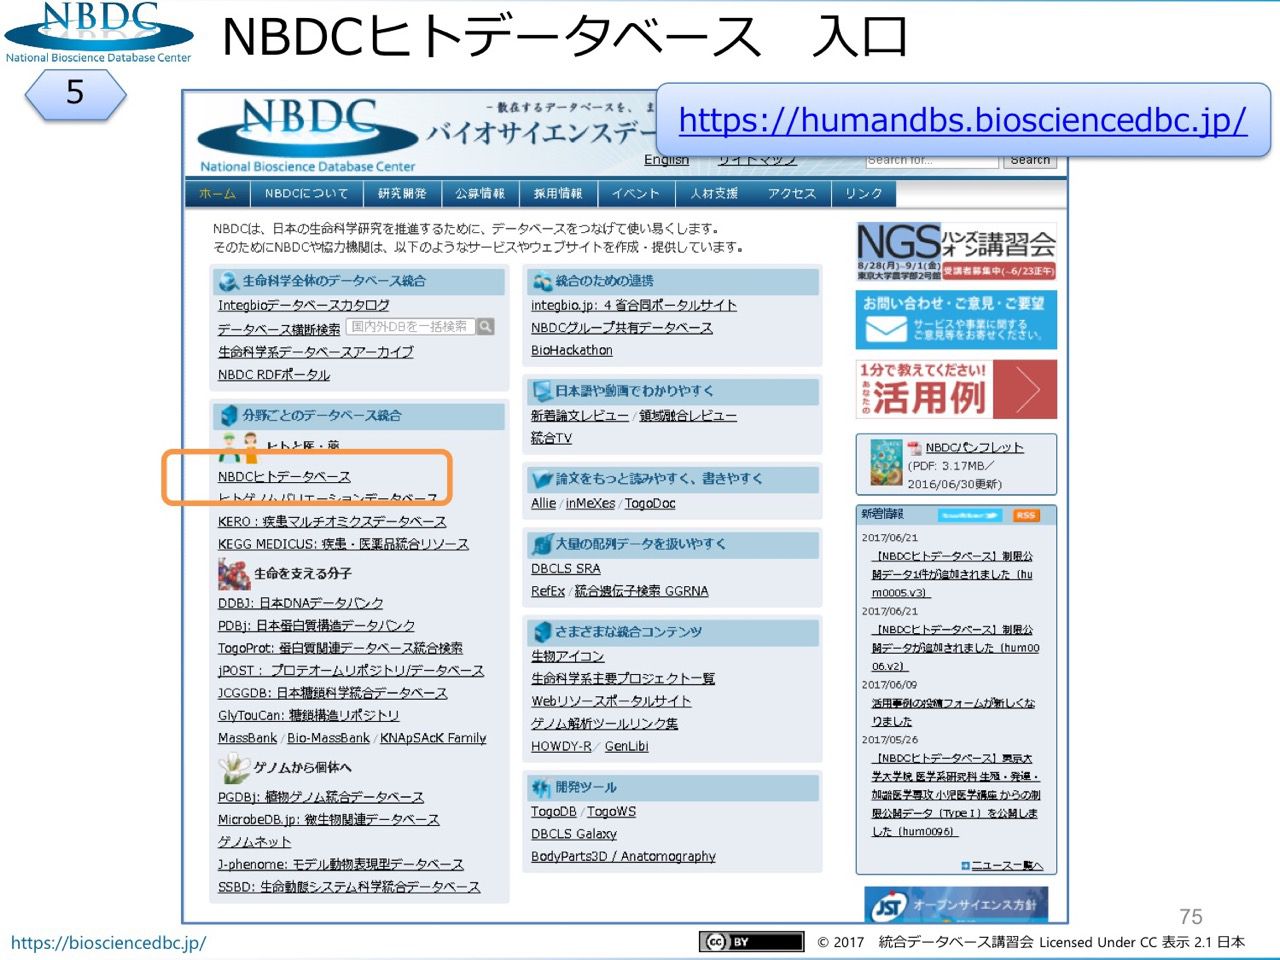 NBDC
National Bioscience Database Center
NBDCヒトデータベース　入口
5
https://humandbs.biosciencedbc.jp/
NBDC
National Bioscience Database Center
－散在するデータベースを、ま
バイオサイエンスデー
English サイトマップ
Search for... Search
ホーム NBDCについて 研究開発 公募情報 採用情報 イベント 人材支援 アクセス リンク
NBDCは、日本の生命科学研究を推進するために、データベースをつなげて使い易くします。
そのためにNBDCや協力機関は、以下のようなサービスやウェブサイトを作成・提供しています。
生命科学全体のデータベース統合
Integbioデータベースカタログ
データベース横断検索 国内外DBを一括検索
生命科学系データベースアーカイブ
NBDC RDFポータル
分野ごとのデータベース統合
ヒトと医・薬
NBDCヒトデータベース
ヒトゲノムバリエーションデータベース
KERO：疾患マルチオミクスデータベース
KEGG MEDICUS: 疾患・医薬品統合リソース
生命を支える分子
DDBJ: 日本DNAデータバンク
PDBj: 日本蛋白質構造データバンク
TogoProt: 蛋白質関連データベース統合検索
jPOST： プロテオームリポジトリ/データベース
JCGGDB: 日本糖鎖科学統合データベース
GlyTouCan: 糖鎖構造リポジトリ
MassBank / Bio-MassBank / KNApSAcK Family
ゲノムから個体へ
PGDBj: 植物ゲノム統合データベース
MicrobeDB.jp: 微生物関連データベース
ゲノムネット
J-phenome: モデル動物表現型データベース
SSBD: 生命動態システム科学統合データベース
統合のための連携
integbio.jp: ４省合同ポータルサイト
NBDCグループ共有データベース
BioHackathon
日本語や動画でわかりやすく
新着論文レビュー / 領域融合レビュー
統合TV
論文をもっと読みやすく、書きやすく
Allie / inMeXes / TogoDoc
大量の配列データを扱いやすく
DBCLS SRA
RefEx / 統合遺伝子検索 GGRNA
さまざまな統合コンテンツ
生物アイコン
生命科学系主要プロジェクト一覧
Webリソースポータルサイト
ゲノム解析ツールリンク集
HOWDY-R / GenLibi
開発ツール
TogoDB / TogoWS
DBCLS Galaxy
BodyParts3D / Anatomography
NGSハンズオン講習会
8/28(月)~9/1(金)
東京大学農学部2号館 受講者募集中(~6/23正午)
お問い合わせ・ご意見・ご要望
サービスや事業に関する
ご意見等をお寄せください。
1分で教えてください!
あなたの活用例
NBDCパンフレット
(PDF: 3.17MB／
2016/06/30更新)
新着情報 RSS
2017/06/21
【NBDCヒトデータベース】制限公
開データ1件が追加されました（hu
m0005.v3）
2017/06/21
【NBDCヒトデータベース】制限公
開データが追加されました（hum00
06.v2）
2017/06/09
活用事例の投稿フォームが新しくな
りました
2017/05/26
【NBDCヒトデータベース】東京大
学大学院 医学系研究科 生殖・発達・
加齢医学専攻 小児医学講座 からの制
限公開データ（Type I ）を公開しま
した（hum0096）
ニュース一覧へ
JST オープンサイエンス方針
75
https://biosciencedbc.jp/
cc BY
© 2017　統合データベース講習会 Licensed Under CC 表示 2.1 日本